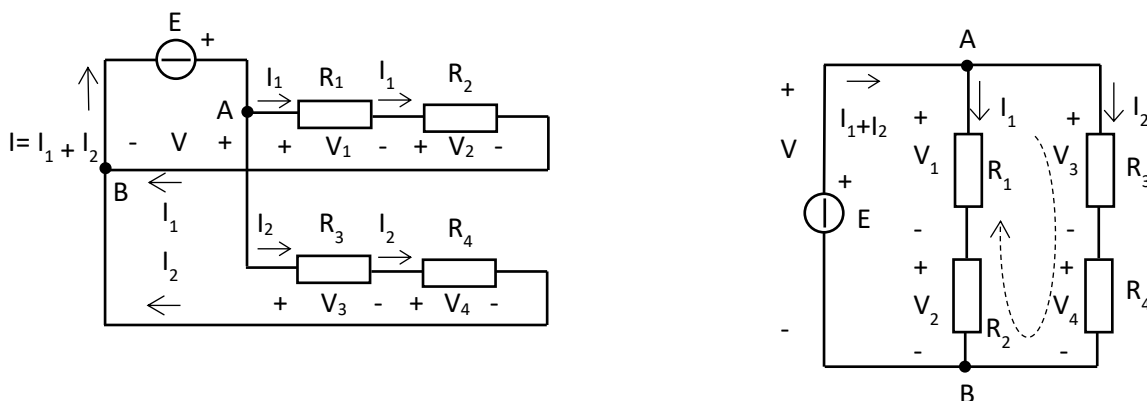 E
+
I₁ R₁ I₁ R₂
A
I= I₁ + I₂ - V + + V₁ - + V₂ -
B
I₁
I₂ R₃ I₂ R₄
I₂
+ V₃ - + V₄ -
A
+
I₁+I₂ I₁ I₂
+ +
V V₁ R₁ V₃ R₃
+
E
- -
+ +
V₂ R₂ V₄ R₄
-
- -
B